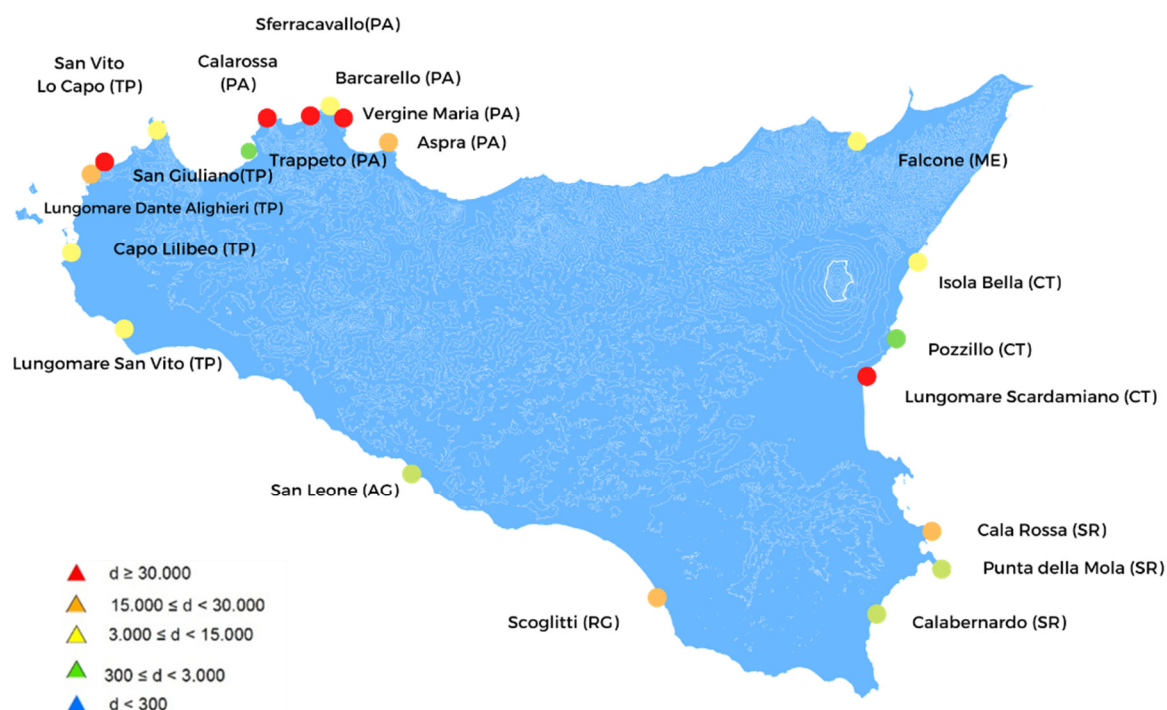 Sferracavallo(PA)
San Vito
Lo Capo (TP)
Calarossa
(PA)
Barcarello (PA)
Vergine Maria (PA)
Aspra (PA)
Trappeto (PA)
San Giuliano(TP)
Falcone (ME)
Lungomare Dante Alighieri (TP)
Capo Lilibeo (TP)
Isola Bella (CT)
Pozzillo (CT)
Lungomare San Vito (TP)
Lungomare Scardamiano (CT)
San Leone (AG)
Cala Rossa (SR)
Punta della Mola (SR)
Scoglitti (RG)
Calabernardo (SR)
d ≥ 30.000
15.000 ≤ d < 30.000
3.000 ≤ d < 15.000
300 ≤ d < 3.000
d < 300